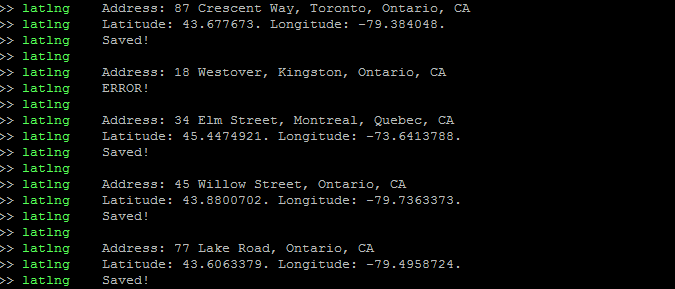 >> latlng    Address: 87 Crescent Way, Toronto, Ontario, CA
>> latlng    Latitude: 43.677673. Longitude: -79.384048.
>> latlng    Saved!
>> latlng
>> latlng    Address: 18 Westover, Kingston, Ontario, CA
>> latlng    ERROR!
>> latlng
>> latlng    Address: 34 Elm Street, Montreal, Quebec, CA
>> latlng    Latitude: 45.4474921. Longitude: -73.6413788.
>> latlng    Saved!
>> latlng
>> latlng    Address: 45 Willow Street, Ontario, CA
>> latlng    Latitude: 43.8800702. Longitude: -79.7363373.
>> latlng    Saved!
>> latlng
>> latlng    Address: 77 Lake Road, Ontario, CA
>> latlng    Latitude: 43.6063379. Longitude: -79.4958724.
>> latlng    Saved!